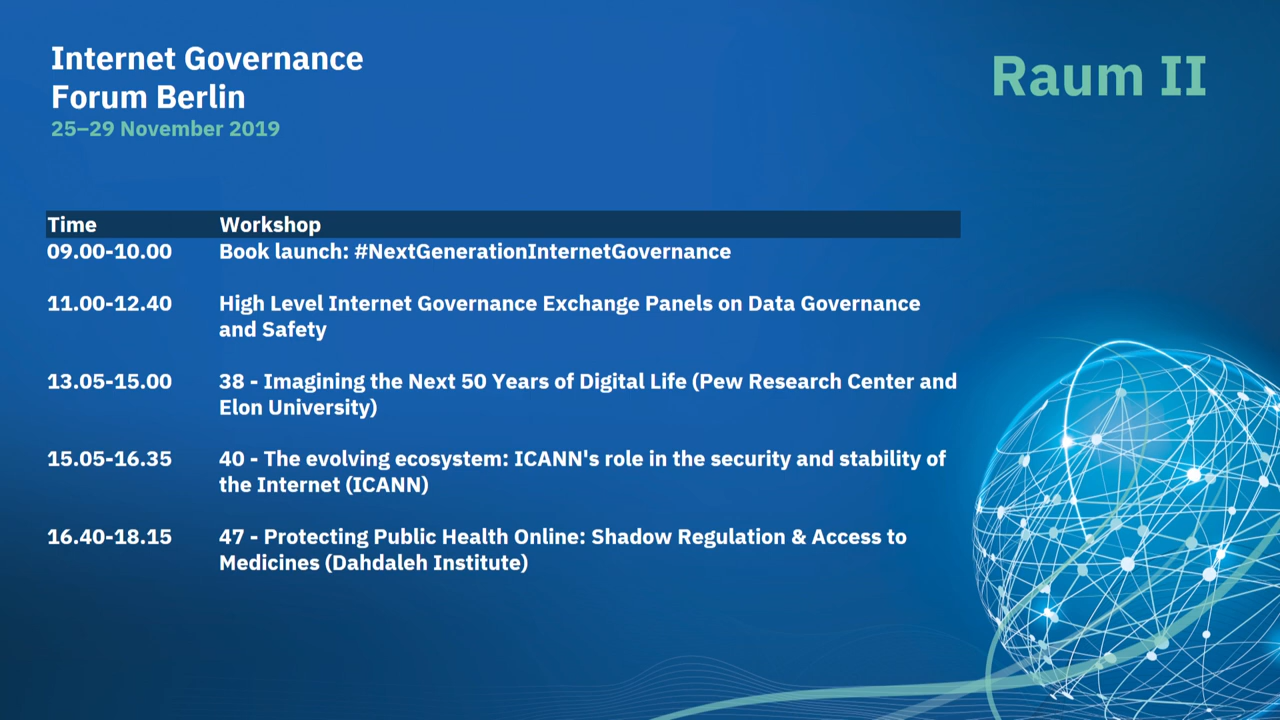 Internet Governance
Forum Berlin
25–29 November 2019
Raum II
Time Workshop
09.00-10.00 Book launch: #NextGenerationInternetGovernance
11.00-12.40 High Level Internet Governance Exchange Panels on Data Governance
and Safety
13.05-15.00 38 - Imagining the Next 50 Years of Digital Life (Pew Research Center and
Elon University)
15.05-16.35 40 - The evolving ecosystem: ICANN's role in the security and stability of
the Internet (ICANN)
16.40-18.15 47 - Protecting Public Health Online: Shadow Regulation & Access to
Medicines (Dahdaleh Institute)